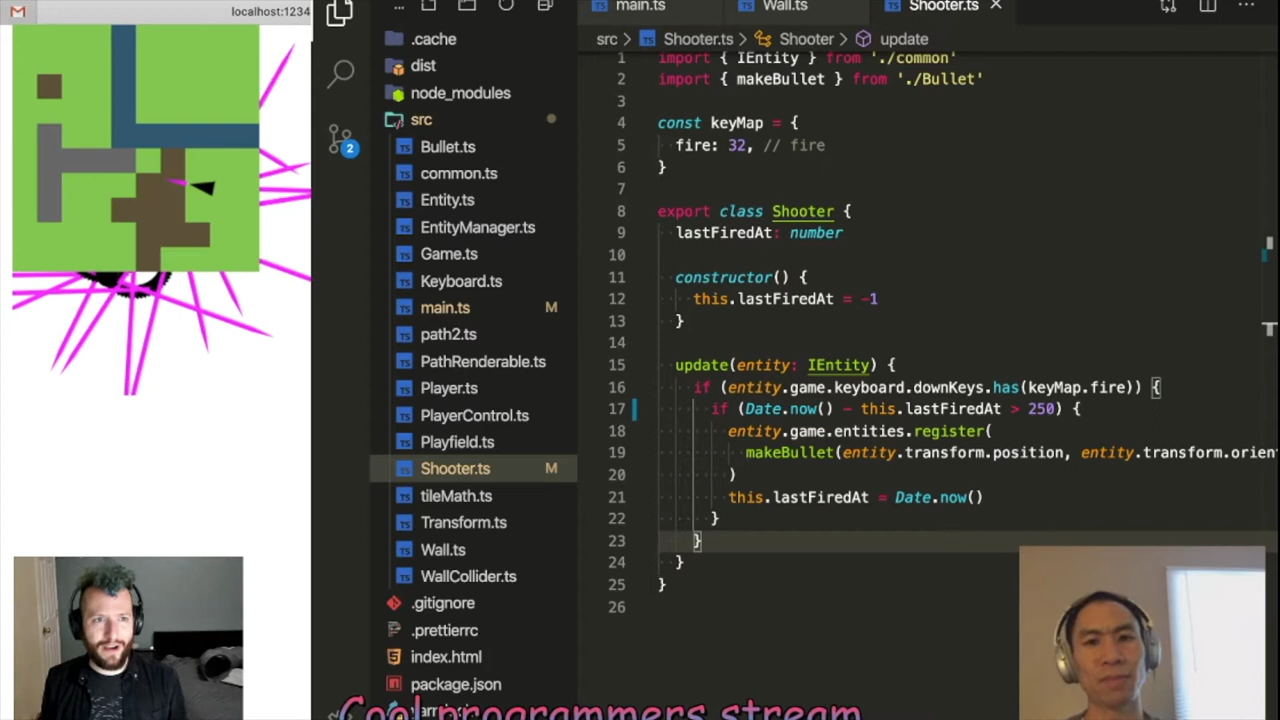 localhost:1234
...
.cache
dist
node_modules
src
Bullet.ts
common.ts
Entity.ts
EntityManager.ts
Game.ts
Keyboard.ts
main.ts M
path2.ts
PathRenderable.ts
Player.ts
PlayerControl.ts
Playfield.ts
Shooter.ts M
tileMath.ts
Transform.ts
Wall.ts
WallCollider.ts
.gitignore
.prettierrc
index.html
package.json
2
main.ts Wall.ts Shooter.ts
src > Shooter.ts > Shooter > update
1 import { IEntity } from './common'
2 import { makeBullet } from './Bullet'
3
4 const keyMap = {
5 fire: 32, // fire
6 }
7
8 export class Shooter {
9 lastFiredAt: number
10
11 constructor() {
12 this.lastFiredAt = -1
13 }
14
15 update(entity: IEntity) {
16 if (entity.game.keyboard.downKeys.has(keyMap.fire)) {
17 if (Date.now() - this.lastFiredAt > 250) {
18 entity.game.entities.register(
19 makeBullet(entity.transform.position, entity.transform.orien
20 )
21 this.lastFiredAt = Date.now()
22 }
23 }
24 }
25 }
26
Cool programmers stream